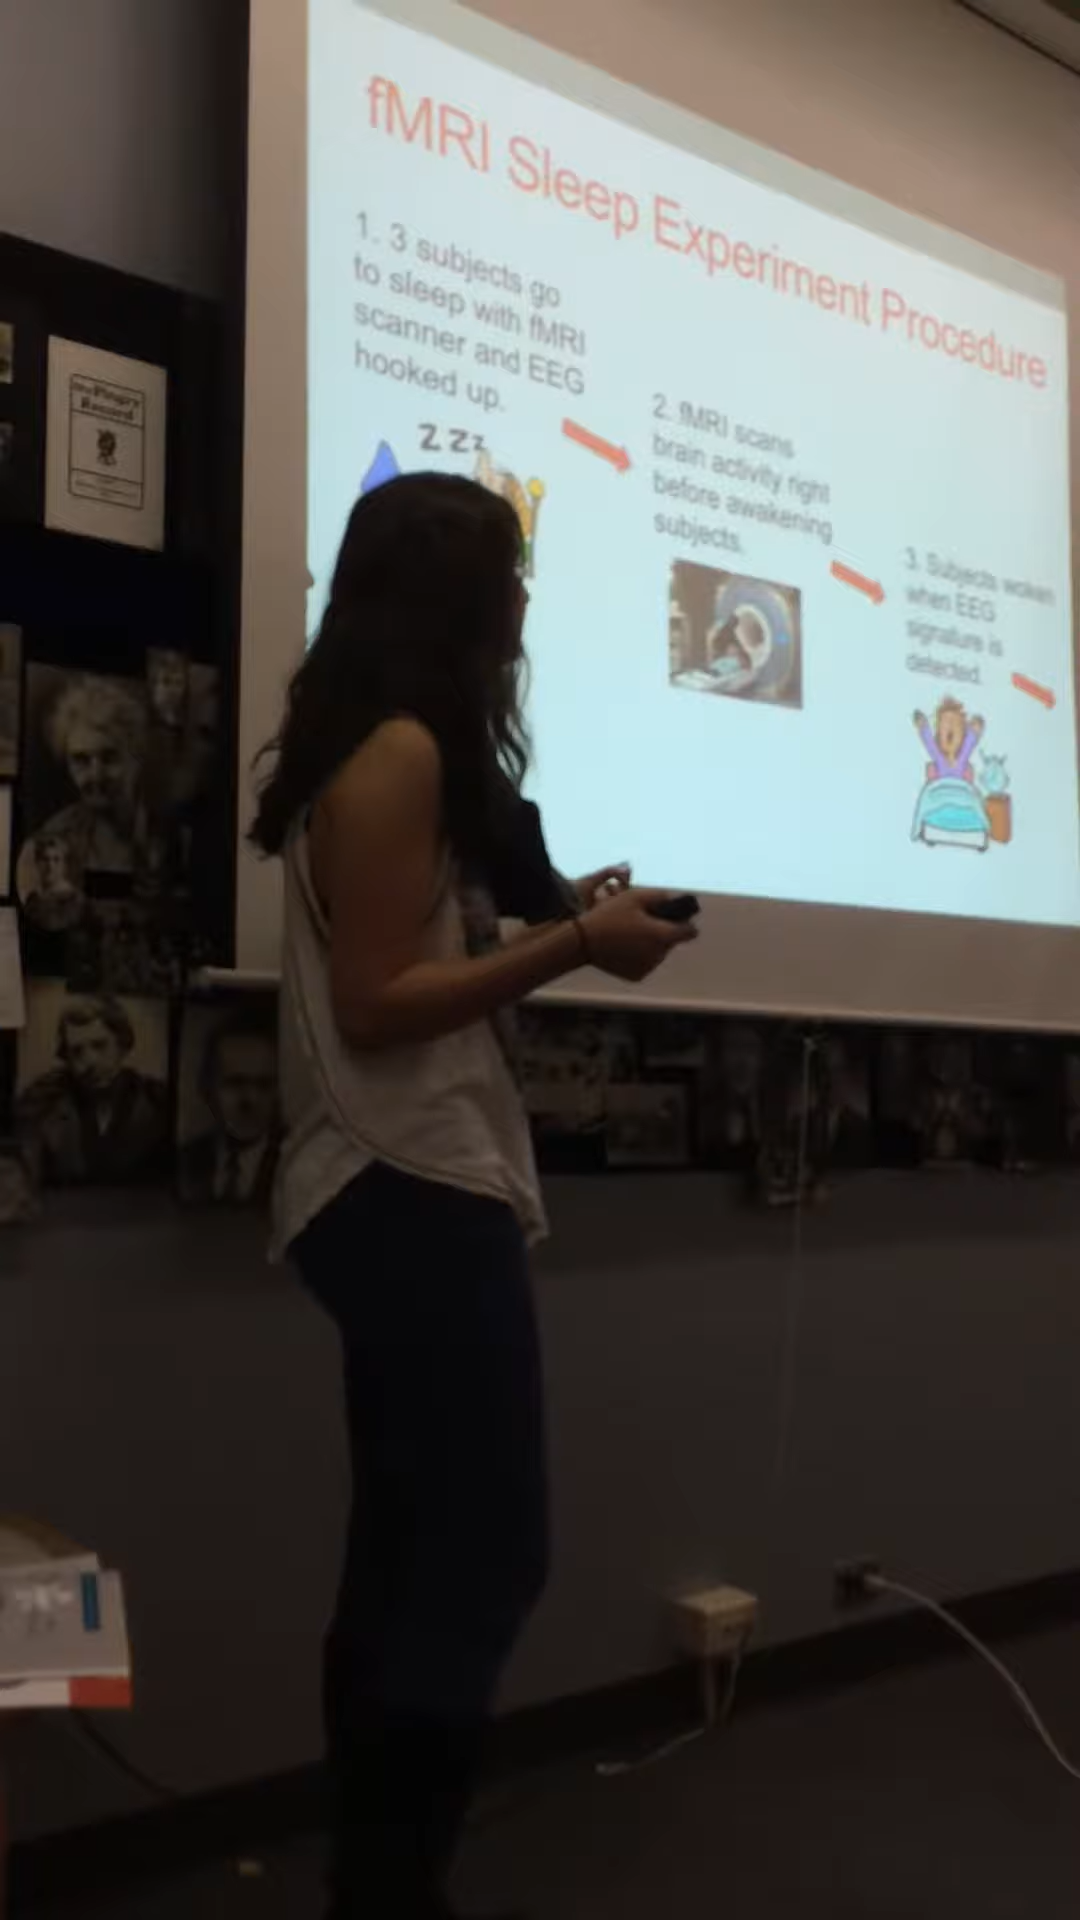 fMRI Sleep Experiment Procedure
1. 3 subjects go
to sleep with fMRI
scanner and EEG
hooked up.
z z z
2. fMRI scans
brain activity right
before awakening
subjects.
3. Subjects woken
when EEG
signature is
detected.
Record